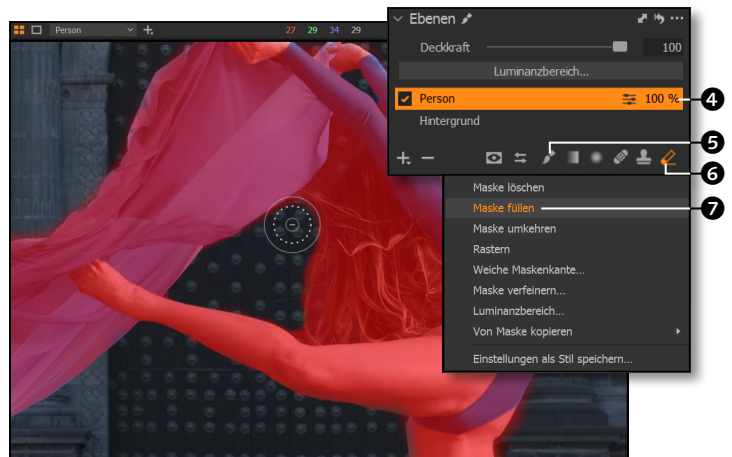 Person
27 29 34 29
Ebenen
Deckkraft 100
Luminanzbereich...
Person 100 %
Hintergrund
4
5
6
7
Maske löschen
Maske füllen
Maske umkehren
Rastern
Weiche Maskenkante...
Maske verfeinern...
Luminanzbereich...
Von Maske kopieren
Einstellungen als Stil speichern...